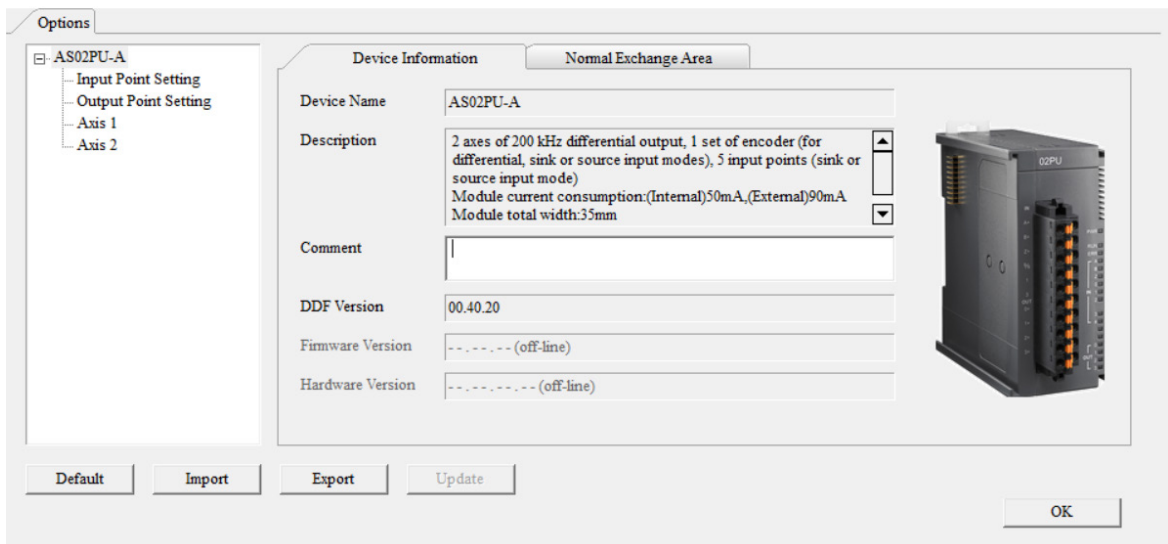 Options
AS02PU-A
Input Point Setting
Output Point Setting
Axis 1
Axis 2
Device Information
Normal Exchange Area
Device Name
AS02PU-A
Description
2 axes of 200 kHz differential output, 1 set of encoder (for
differential, sink or source input modes), 5 input points (sink or
source input mode)
Module current consumption:(Internal)50mA,(External)90mA
Module total width:35mm
Comment
DDF Version
00.40.20
Firmware Version
--.--.-- (off-line)
Hardware Version
--.--.--.-- (off-line)
02PU
Default
Import
Export
Update
OK